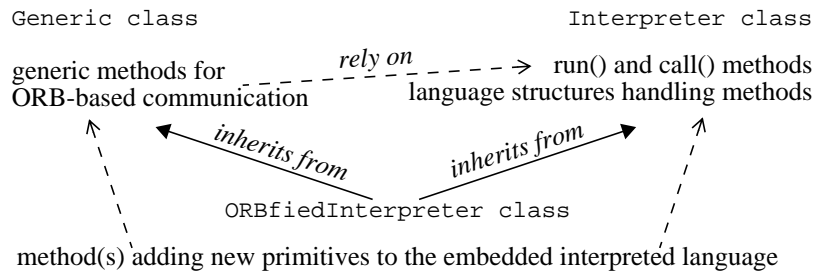 Generic class
Interpreter class
rely on
generic methods for
ORB-based communication
run() and call() methods
language structures handling methods
inherits from
inherits from
ORBfiedInterpreter class
method(s) adding new primitives to the embedded interpreted language